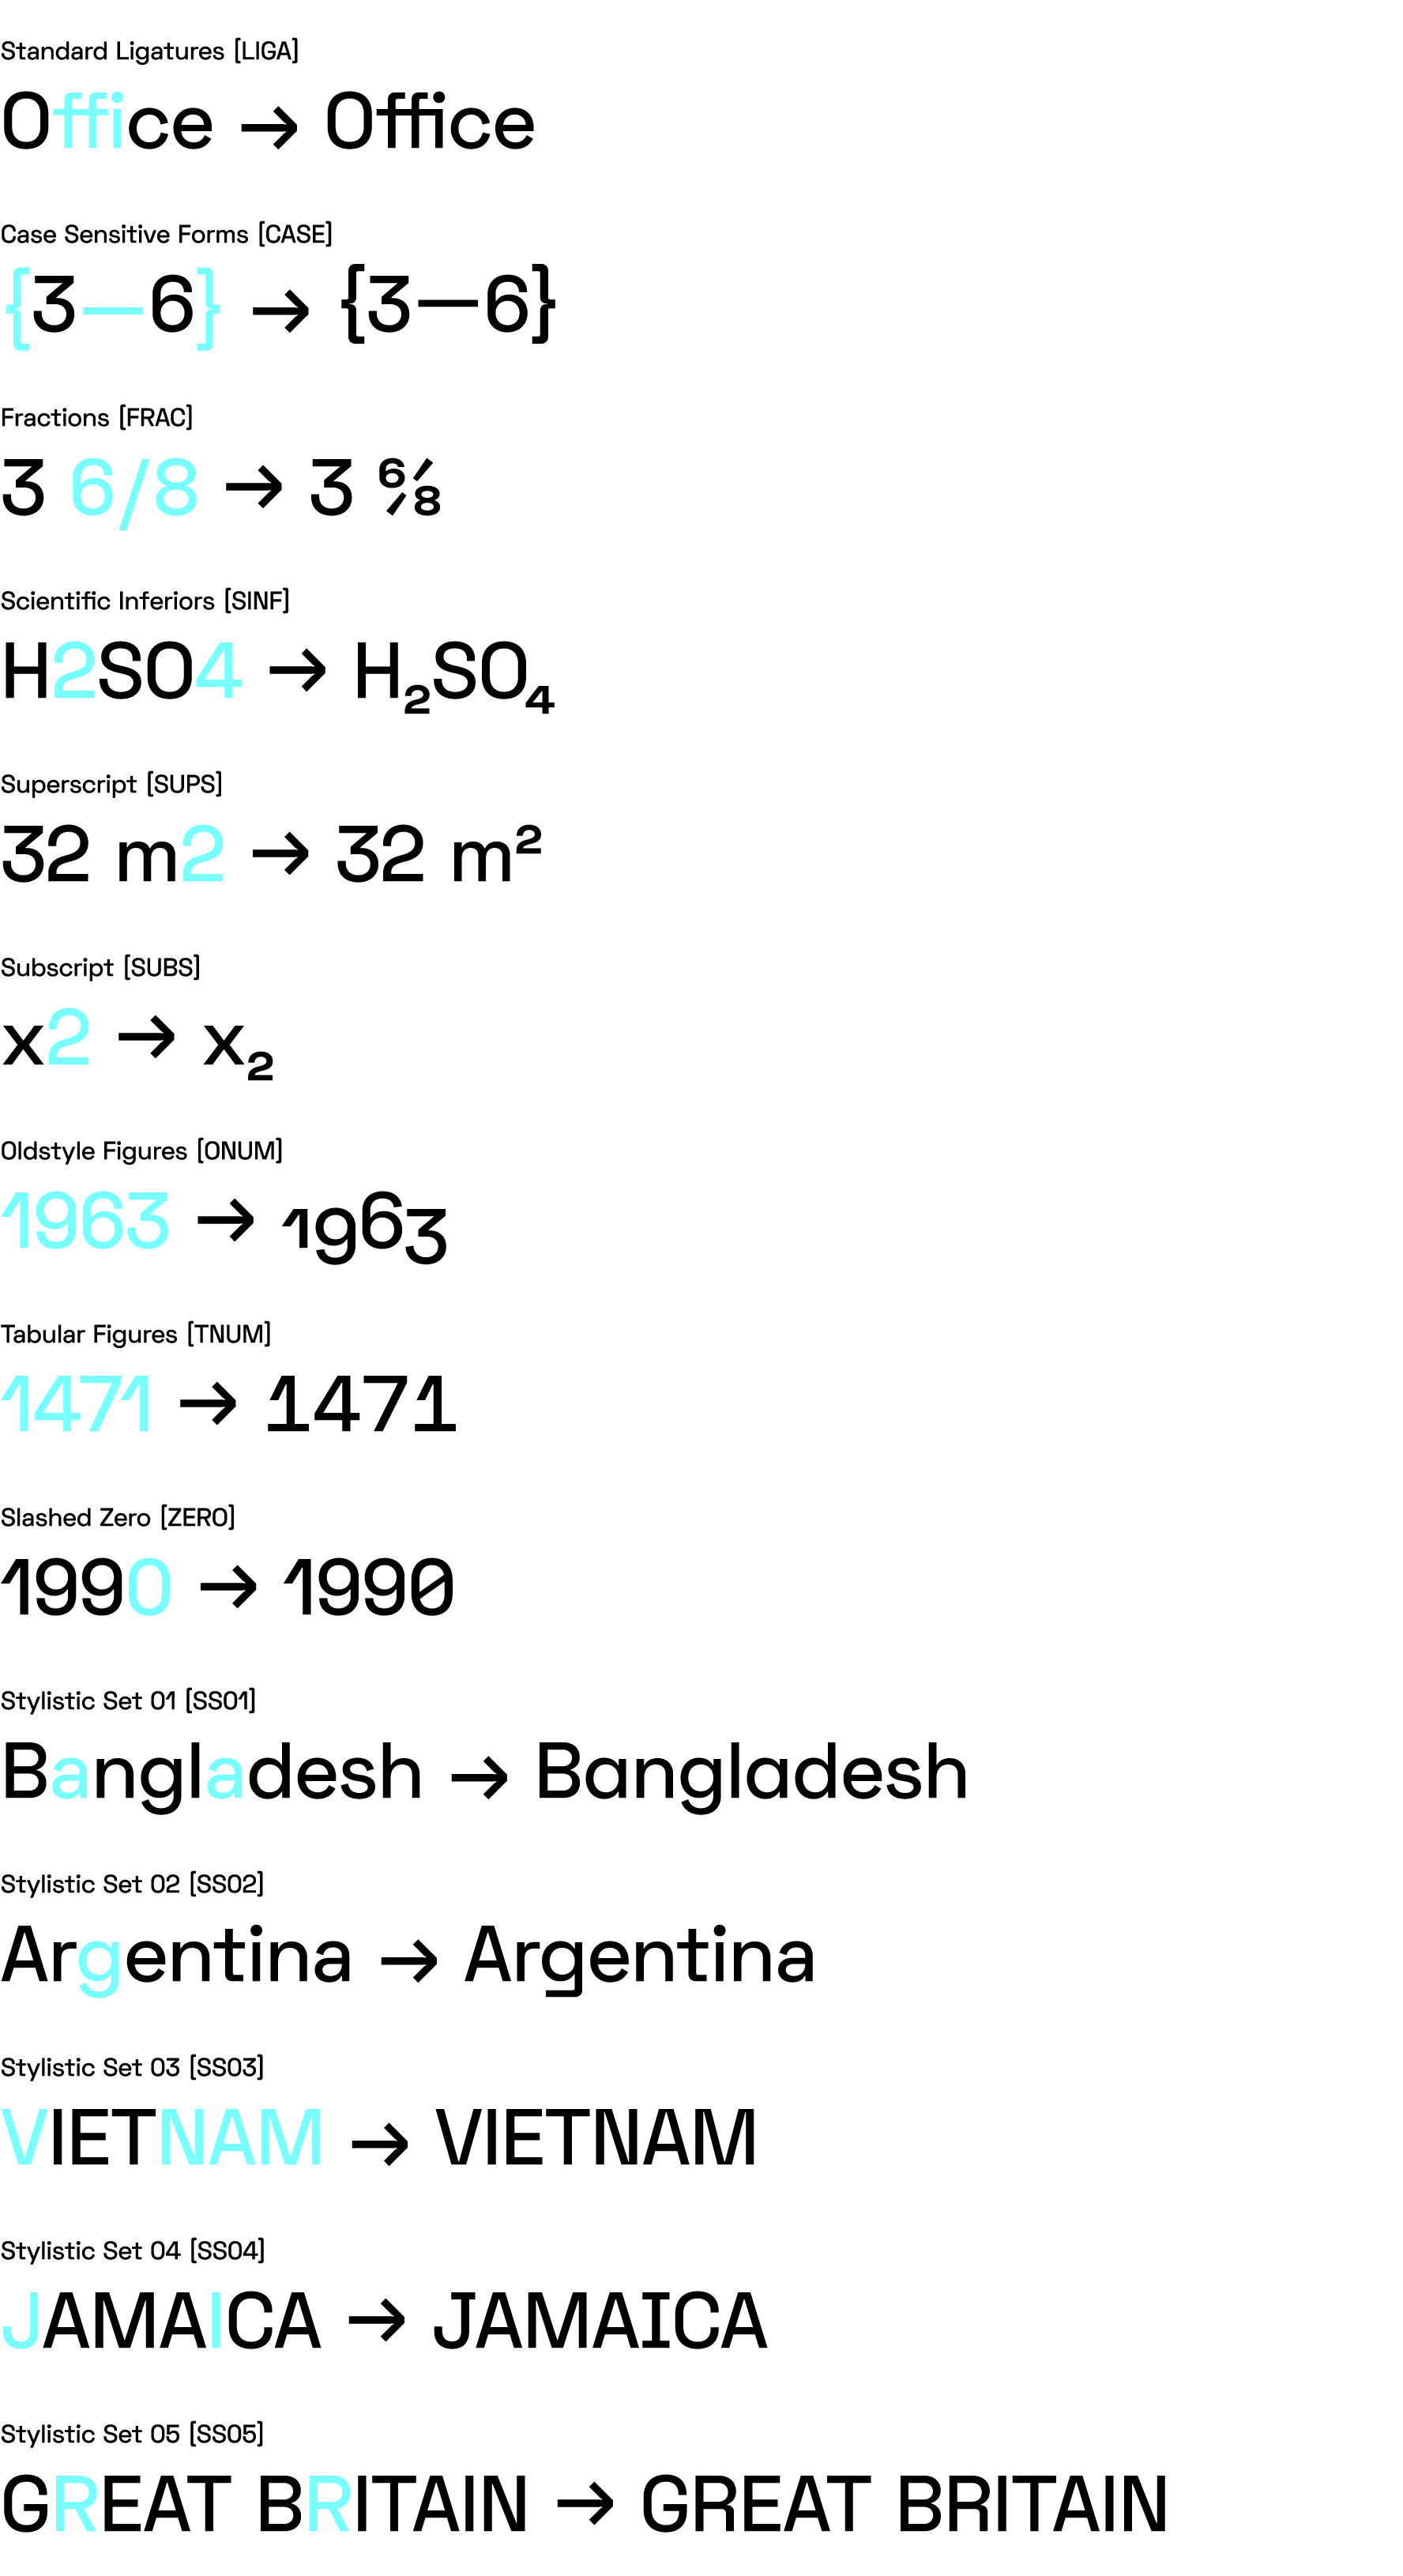 Standard Ligatures [LIGA]
Office → Office
Case Sensitive Forms [CASE]
{3—6} → {3—6}
Fractions [FRAC]
3 6/8 → 3 ⁶⁄₈
Scientific Inferiors [SINF]
H2SO4 → H₂SO₄
Superscript [SUPS]
32 m2 → 32 m²
Subscript [SUBS]
x2 → x₂
Oldstyle Figures [ONUM]
1963 → 1963
Tabular Figures [TNUM]
1471 → 1471
Slashed Zero [ZERO]
1990 → 1990
Stylistic Set 01 [SS01]
Bangladesh → Bangladesh
Stylistic Set 02 [SS02]
Argentina → Argentina
Stylistic Set 03 [SS03]
VIETNAM → VIETNAM
Stylistic Set 04 [SS04]
JAMAICA → JAMAICA
Stylistic Set 05 [SS05]
GREAT BRITAIN → GREAT BRITAIN